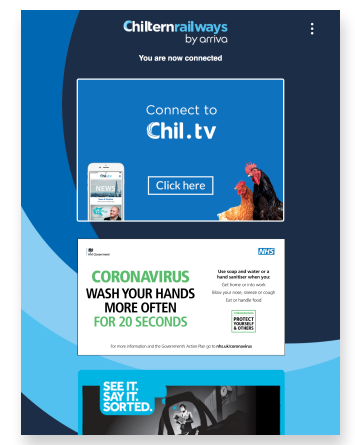 Chilternrailways
by arriva
You are now connected
Connect to
Chil.tv
NEWS
Click here
HM Government
NHS
CORONAVIRUS
WASH YOUR HANDS
MORE OFTEN
FOR 20 SECONDS
Use soap and water or a
hand sanitiser when you:
Get home or into work
Blow your nose, sneeze or cough
Eat or handle food
CORONAVIRUS
PROTECT
YOURSELF
& OTHERS
For more information and the Government's Action Plan go to nhs.uk/coronavirus
SEE IT.
SAY IT.
SORTED.